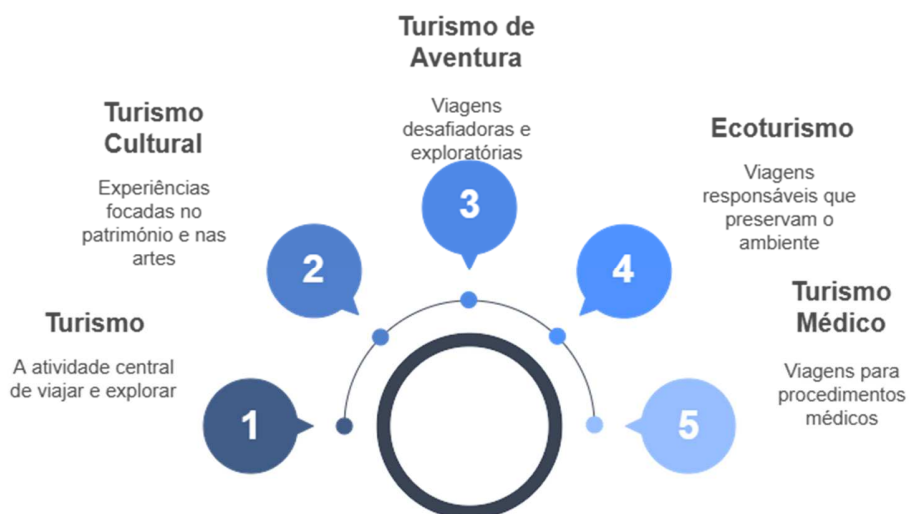 Turismo
A atividade central
de viajar e explorar
1
Turismo
Cultural
Experiências
focadas no
património e nas
artes
2
Turismo de
Aventura
Viagens
desafiadoras e
exploratórias
3
Ecoturismo
Viagens
responsáveis que
preservam o
ambiente
4
Turismo
Médico
Viagens para
procedimentos
médicos
5